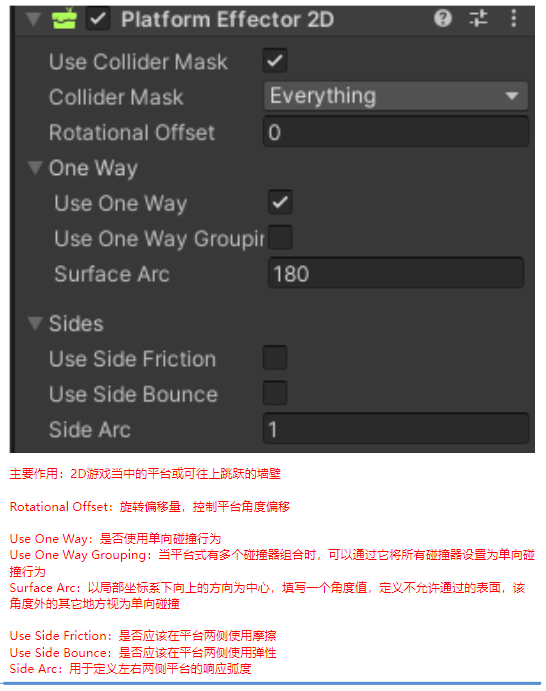 Platform Effector 2D
Use Collider Mask
Collider Mask Everything
Rotational Offset 0
One Way
Use One Way
Use One Way Groupin
Surface Arc 180
Sides
Use Side Friction
Use Side Bounce
Side Arc 1
主要作用：2D游戏当中的平台或可往上跳跃的墙壁
Rotational Offset：旋转偏移量，控制平台角度偏移
Use One Way：是否使用单向碰撞行为
Use One Way Grouping：当平台式有多个碰撞器组合时，可以通过它将所有碰撞器设置为单向碰
撞行为
Surface Arc：以局部坐标系下向上的方向为中心，填写一个角度值，定义不允许通过的表面，该
角度外的其它地方视为单向碰撞
Use Side Friction：是否应该在平台两侧使用摩擦
Use Side Bounce：是否应该在平台两侧使用弹性
Side Arc：用于定义左右两侧平台的响应弧度